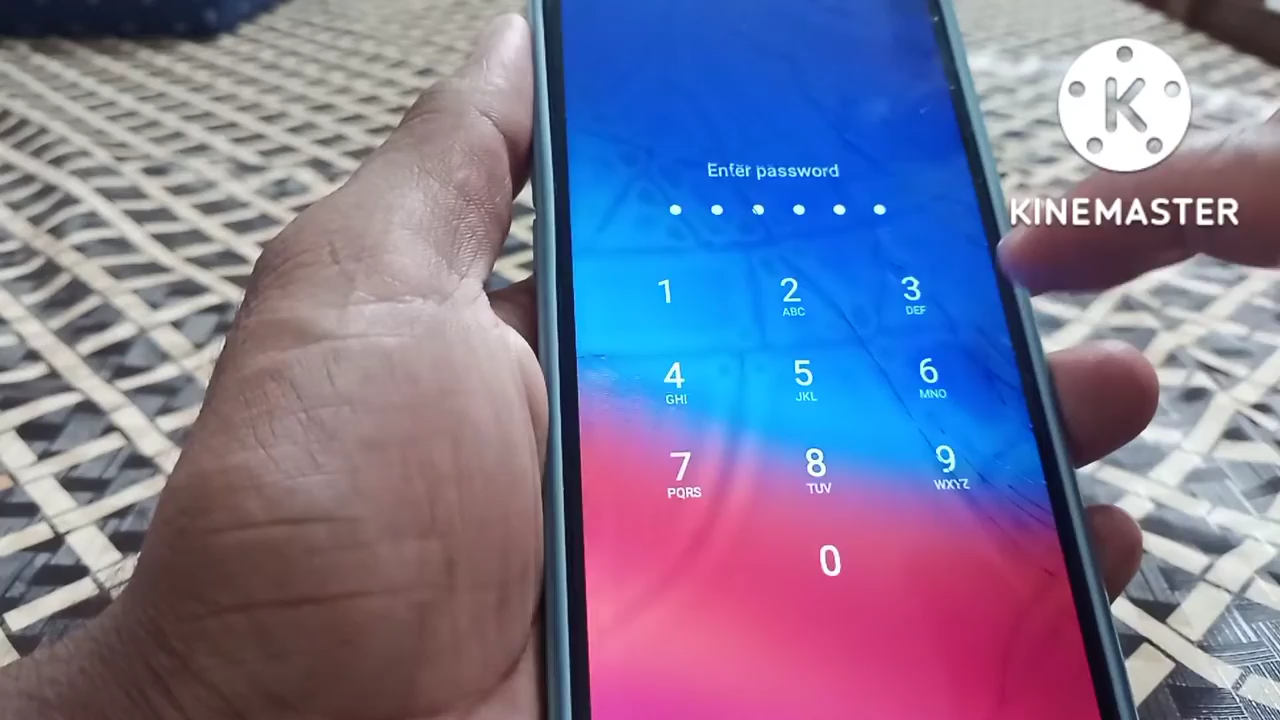 Enter password
1
2
3
ABC
DEF
4
5
6
GHI
JKL
MNO
7
8
9
PQRS
TUV
WXYZ
0
K
KINEMASTER